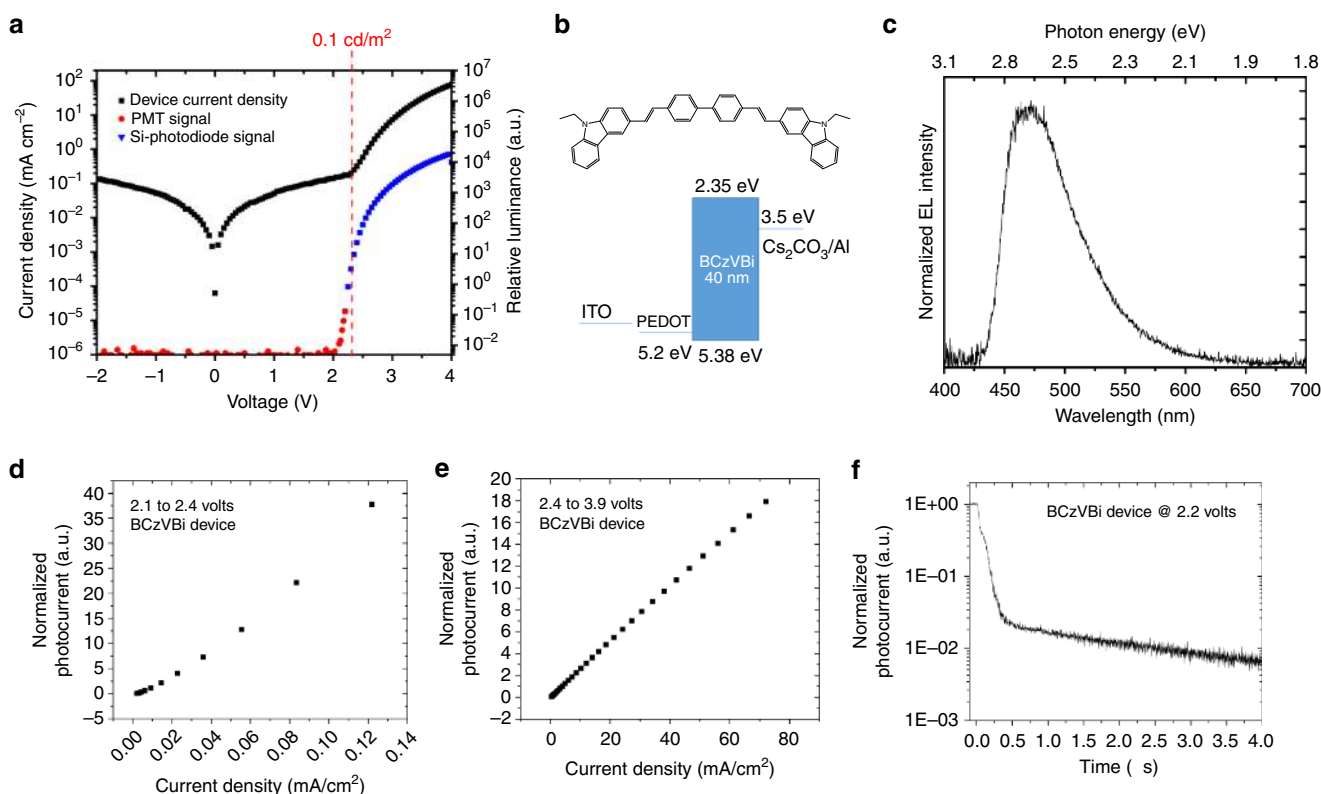 a
0.1 cd/m²
10²
10¹
10⁰
10⁻¹
10⁻²
10⁻³
10⁻⁴
10⁻⁵
10⁻⁶
Current density (mA cm⁻²)
Device current density
PMT signal
Si-photodiode signal
10⁷
10⁶
10⁵
10⁴
10³
10²
10¹
10⁰
10⁻¹
10⁻²
Relative luminance (a.u.)
−2 −1 0 1 2 3 4
Voltage (V)
b
N
N
2.35 eV
3.5 eV
Cs₂CO₃/Al
BCzVBi
40 nm
ITO
PEDOT
5.2 eV
5.38 eV
c
Photon energy (eV)
3.1 2.8 2.5 2.3 2.1 1.9 1.8
Normalized EL intensity
400 450 500 550 600 650 700
Wavelength (nm)
d
40
35
30
25
20
15
10
5
0
−5
Normalized
photocurrent (a.u.)
2.1 to 2.4 volts
BCzVBi device
0.00 0.02 0.04 0.06 0.08 0.10 0.12 0.14
Current density (mA/cm²)
e
20
18
16
14
12
10
8
6
4
2
0
−2
Normalized
photocurrent (a.u.)
2.4 to 3.9 volts
BCzVBi device
0 20 40 60 80
Current density (mA/cm²)
f
1E+00
1E−01
1E−02
1E−03
Normalized
photocurrent (a.u.)
BCzVBi device @ 2.2 volts
0.0 0.5 1.0 1.5 2.0 2.5 3.0 3.5 4.0
Time ( s)